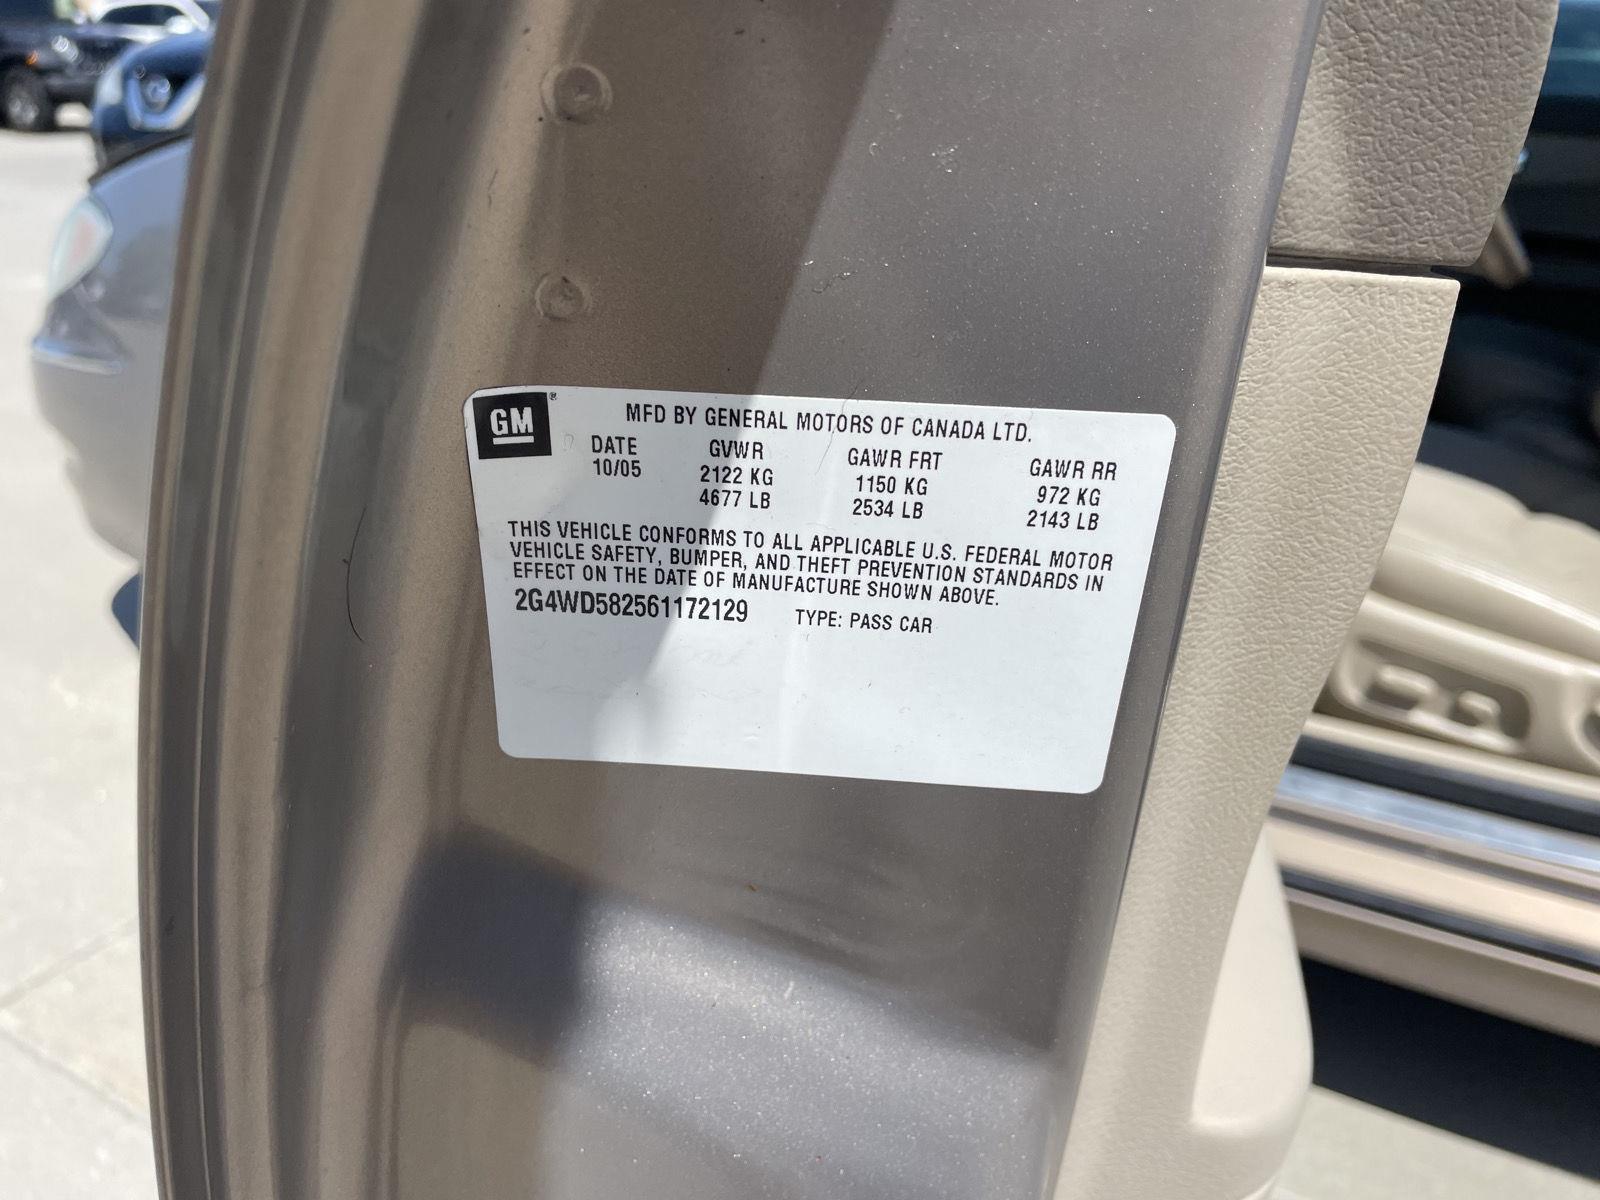 GM®
MFD BY GENERAL MOTORS OF CANADA LTD.
DATE GVWR GAWR FRT GAWR RR
10/05 2122 KG 1150 KG 972 KG
4677 LB 2534 LB 2143 LB
THIS VEHICLE CONFORMS TO ALL APPLICABLE U.S. FEDERAL MOTOR
VEHICLE SAFETY, BUMPER, AND THEFT PREVENTION STANDARDS IN
EFFECT ON THE DATE OF MANUFACTURE SHOWN ABOVE.
2G4WD582561172129 TYPE: PASS CAR